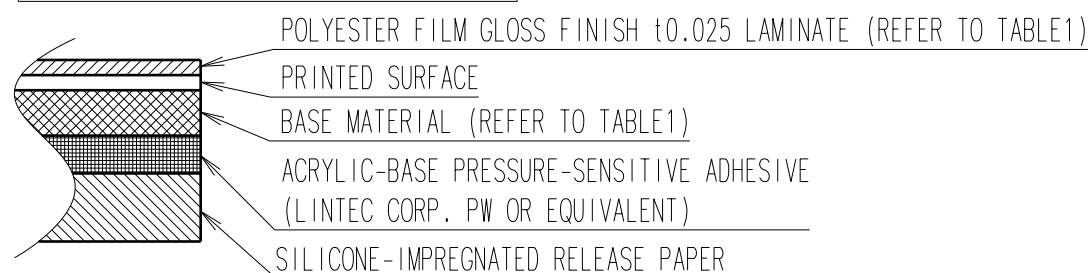 POLYESTER FILM GLOSS FINISH t0.025 LAMINATE (REFER TO TABLE1)
PRINTED SURFACE
BASE MATERIAL (REFER TO TABLE1)
ACRYLIC-BASE PRESSURE-SENSITIVE ADHESIVE
(LINTEC CORP. PW OR EQUIVALENT)
SILICONE-IMPREGNATED RELEASE PAPER